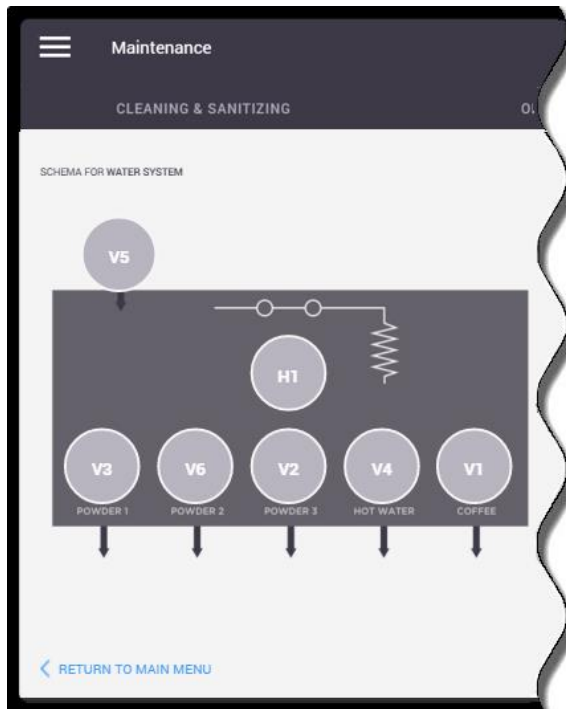 Maintenance
CLEANING & SANITIZING
SCHEMA FOR WATER SYSTEM
V5
H1
V3 V6 V2 V4 V1
POWDER 1 POWDER 2 POWDER 3 HOT WATER COFFEE
RETURN TO MAIN MENU